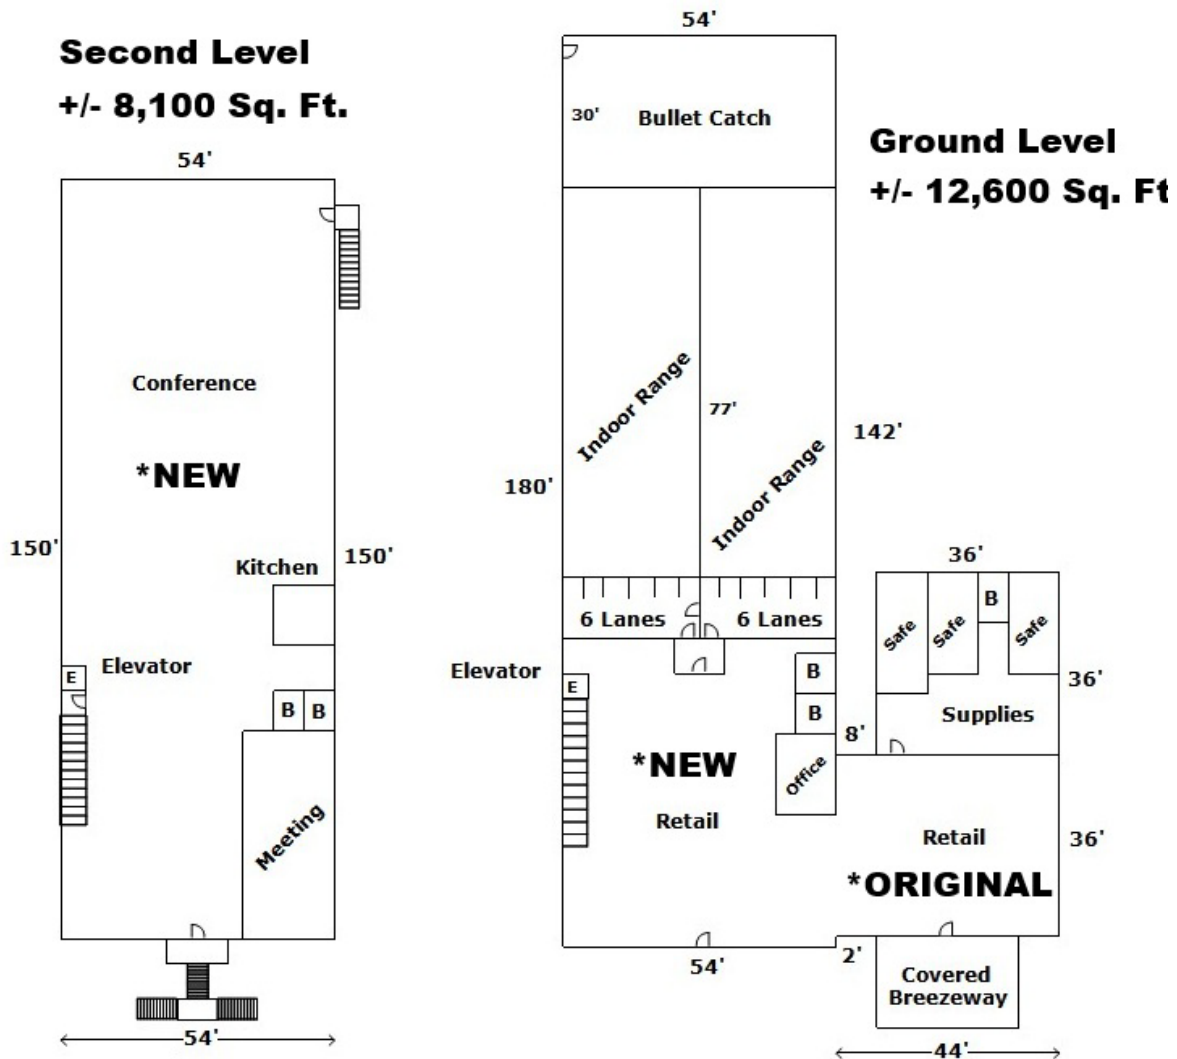 Second Level
+/- 8,100 Sq. Ft.
54'
Conference
*NEW
150'
150'
Kitchen
Elevator
E
B B
Meeting
54'
54'
Bullet Catch
30'
Ground Level
+/- 12,600 Sq. Ft
Indoor Range
77'
Indoor Range
142'
180'
6 Lanes
6 Lanes
Elevator
E
B
B
Office
*NEW
Retail
54'
2'
8'
36'
Safe
Safe
B
Safe
36'
Supplies
Retail
36'
*ORIGINAL
Covered
Breezeway
44'